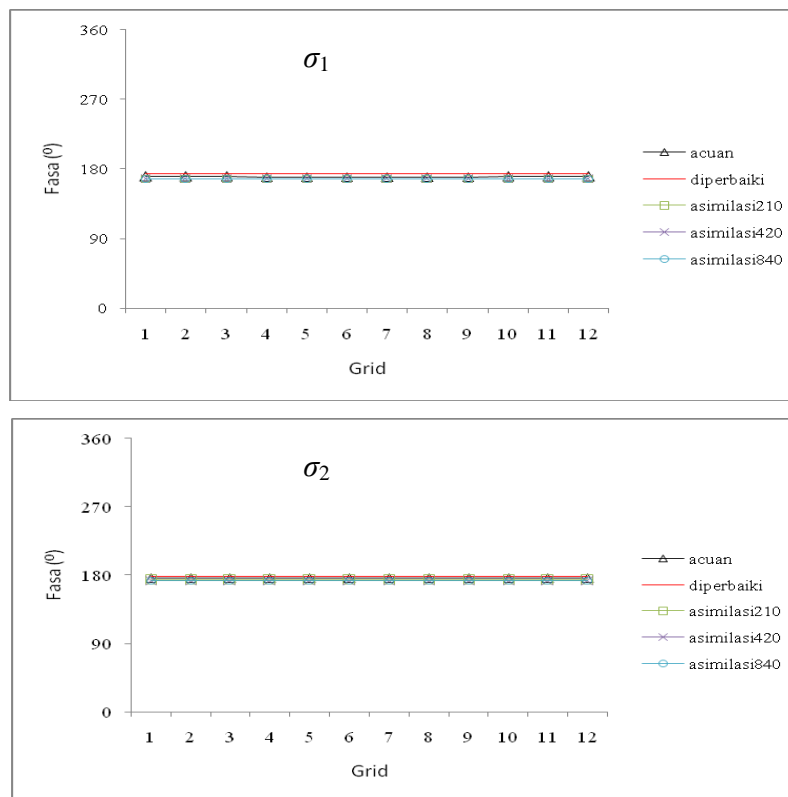 360
σ1
270
180
90
0
Fasa (⁰)
1 2 3 4 5 6 7 8 9 10 11 12
Grid
acuan
diperbaiki
asimilasi210
asimilasi420
asimilasi840
360
σ2
270
180
90
0
Fasa (⁰)
1 2 3 4 5 6 7 8 9 10 11 12
Grid
acuan
diperbaiki
asimilasi210
asimilasi420
asimilasi840